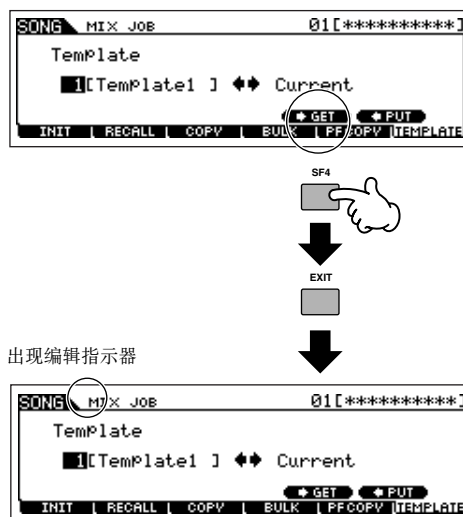 SONG MIX JOB 01[**********]
Template
1[Template1 ] Current
GET PUT
INIT RECALL COPY BULK PFCOPY TEMPLATE
SF4
EXIT
出现编辑指示器
SONG MIX JOB 01[**********]
Template
1[Template1 ] Current
GET PUT
INIT RECALL COPY BULK PFCOPY TEMPLATE